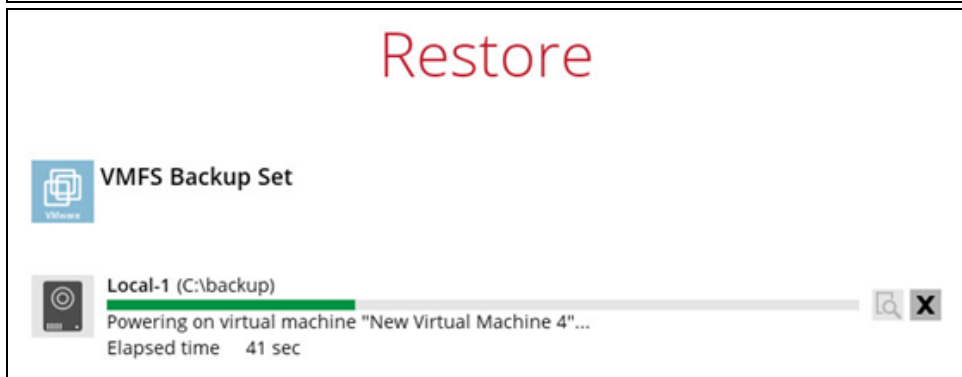 Restore
VMFS Backup Set
VMware
Local-1 (C:\backup)
X
Powering on virtual machine "New Virtual Machine 4"...
Elapsed time 41 sec